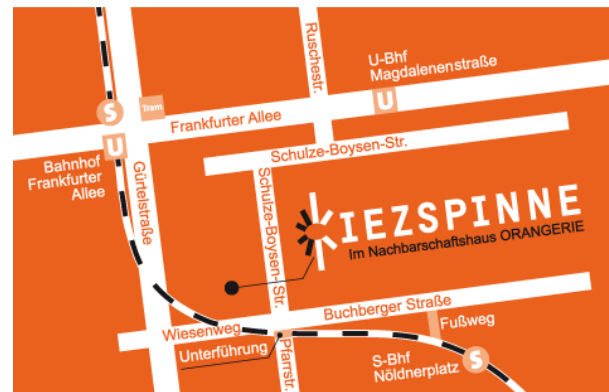 Ruschestr.
U-Bhf
Magdalenenstraße
S
Tram
U
Frankfurter Allee
U
Bahnhof
Frankfurter
Allee
Gürtelstraße
Schulze-Boysen-Str.
Schulze-Boysen-Str.
KIEZSPINNE
Im Nachbarschaftshaus ORANGERIE
Buchberger Straße
Wiesenweg
Fußweg
Unterführung
Pfarrstr.
S-Bhf
Nöldnerplatz
S